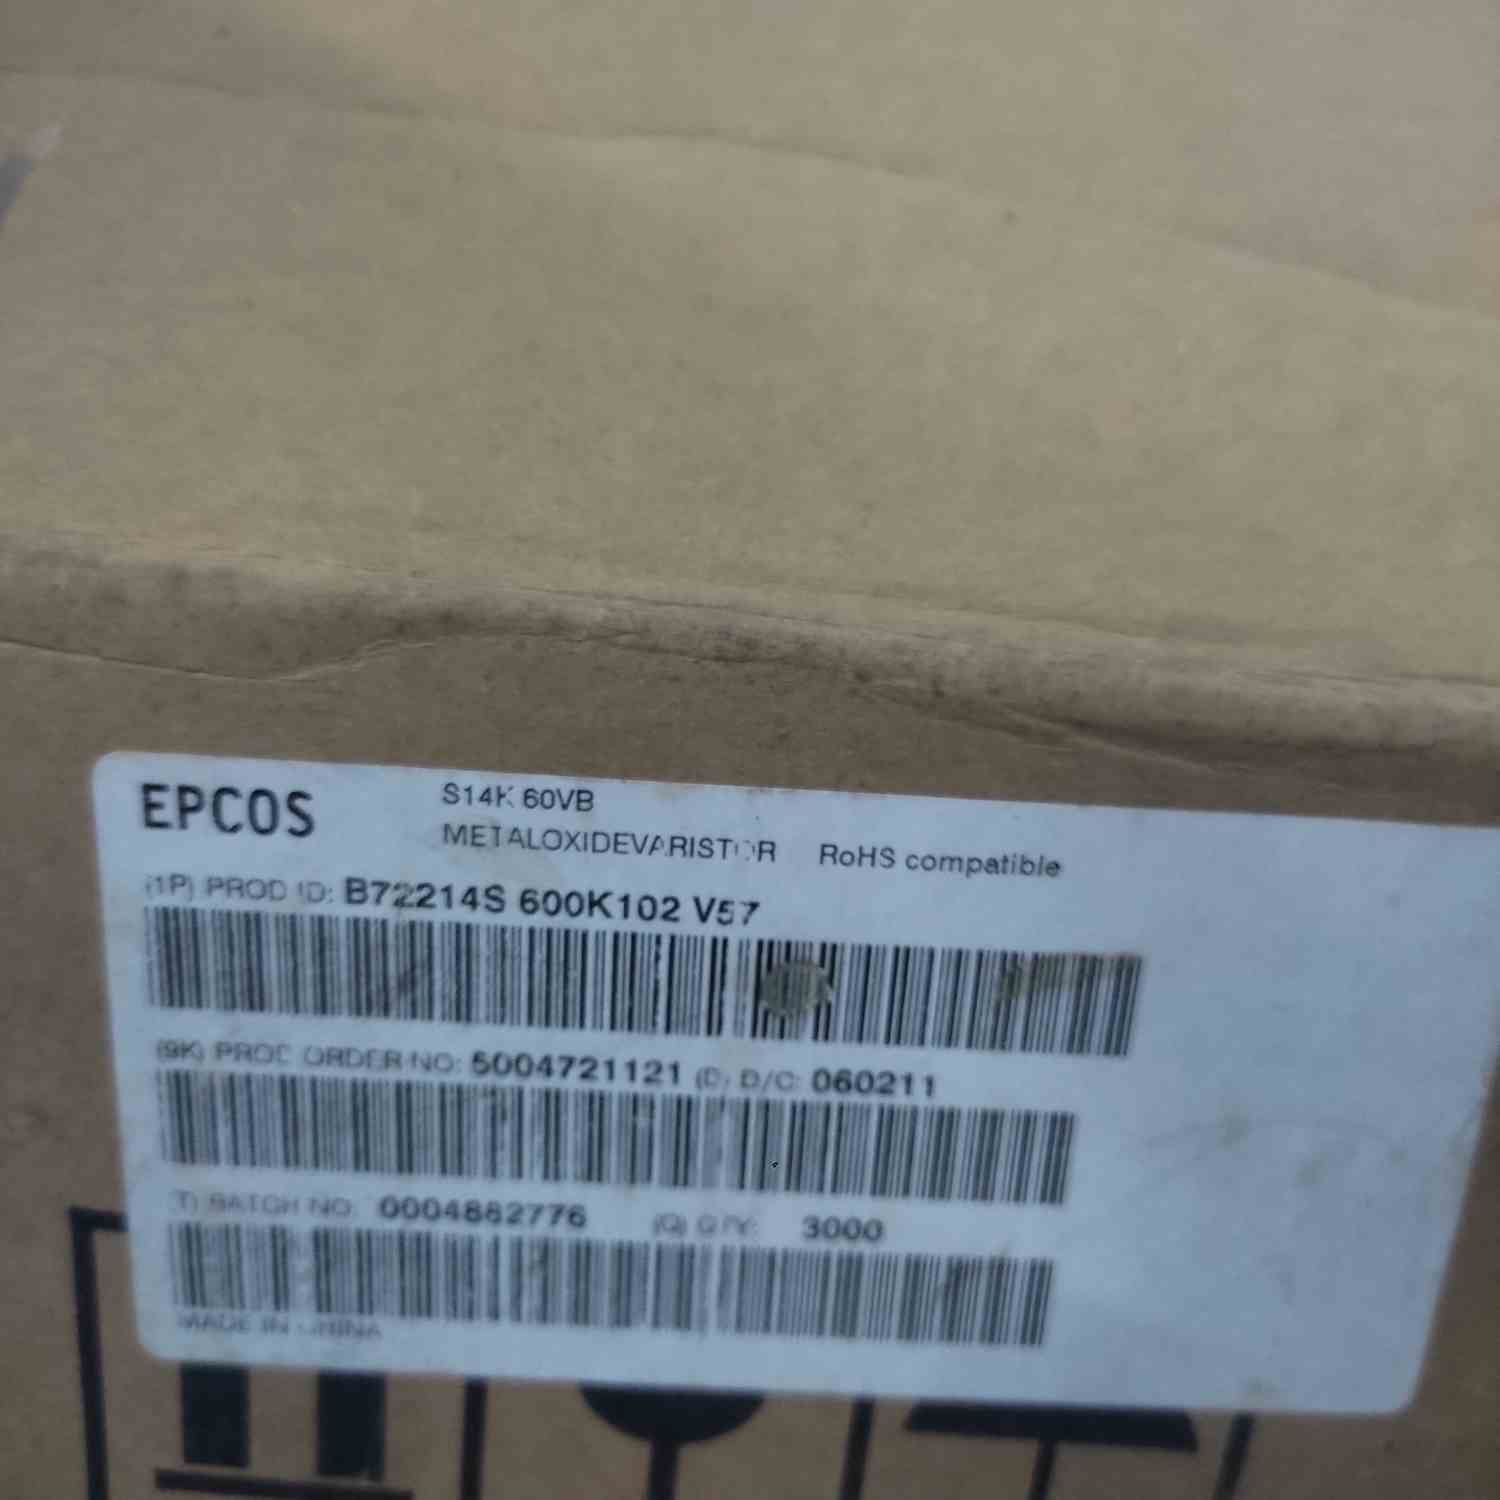 EPCOS
S14K 60VB
METALOXIDEVARISTOR RoHS compatible
(1P) PROD ID: B72214S 600K102 V57
(9K) PROD ORDER NO: 5004721121 (D) D/C: 060211
(T) BATCH NO: 0004882776 (Q) QTY: 3000
MADE IN CHINA